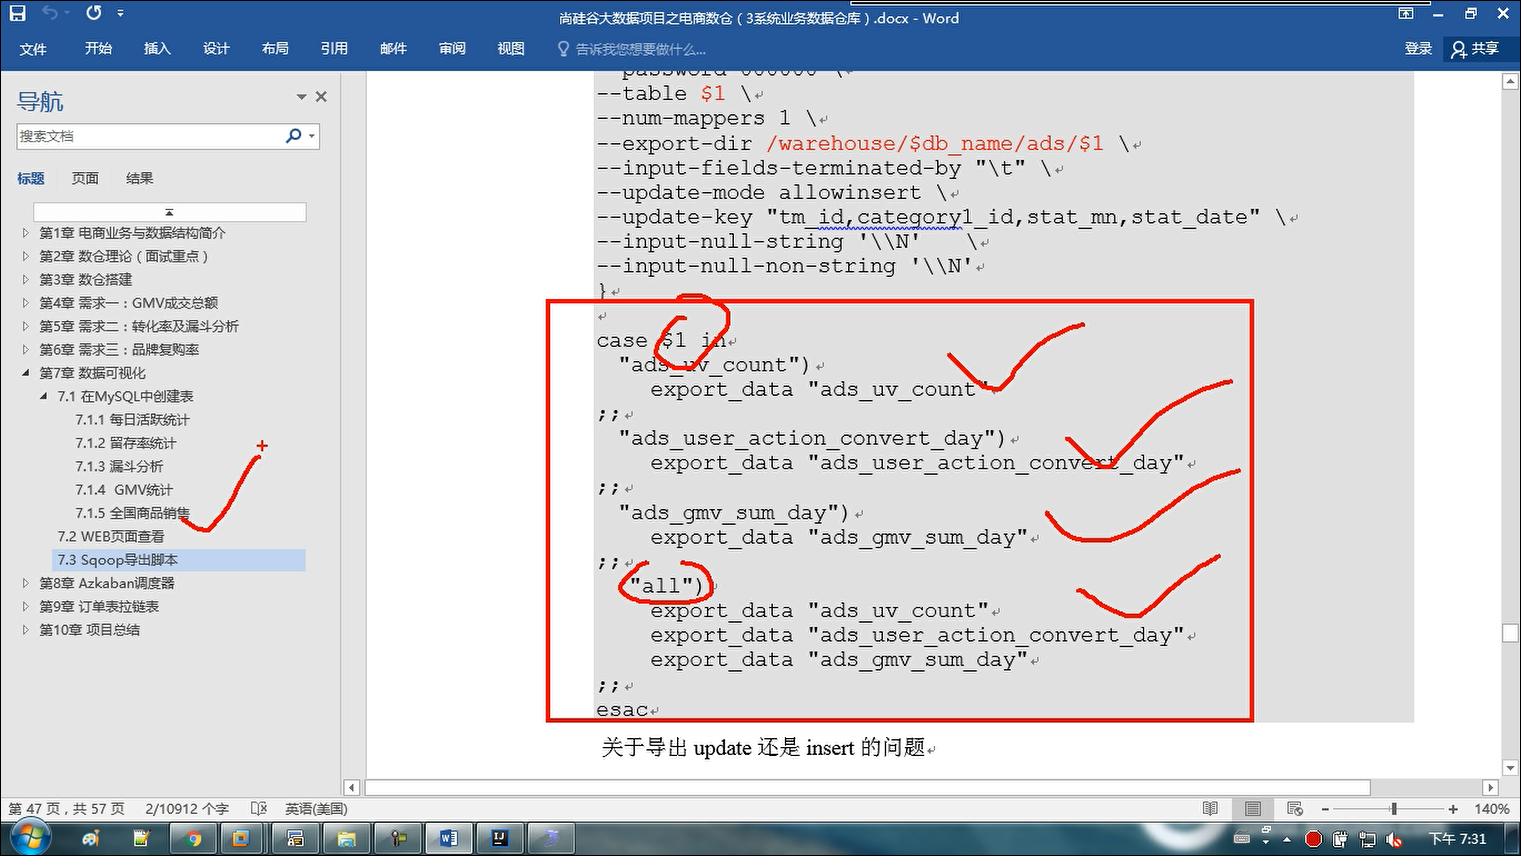 尚硅谷大数据项目之电商数仓（3系统业务数据仓库）.docx - Word
文件 开始 插入 设计 布局 引用 邮件 审阅 视图 告诉我您想要做什么... 登录 共享
导航
搜索文档
标题 页面 结果
第1章 电商业务与数据结构简介
第2章 数仓理论（面试重点）
第3章 数仓搭建
第4章 需求一：GMV成交总额
第5章 需求二：转化率及漏斗分析
第6章 需求三：品牌复购率
第7章 数据可视化
7.1 在MySQL中创建表
7.1.1 每日活跃统计
7.1.2 留存率统计
7.1.3 漏斗分析
7.1.4 GMV统计
7.1.5 全国商品销售
7.2 WEB页面查看
7.3 Sqoop导出脚本
第8章 Azkaban调度器
第9章 订单表拉链表
第10章 项目总结
--password 000000 \
--table $1 \
--num-mappers 1 \
--export-dir /warehouse/$db_name/ads/$1 \
--input-fields-terminated-by "\t" \
--update-mode allowinsert \
--update-key "tm_id,category1_id,stat_mn,stat_date" \
--input-null-string '\\N' \
--input-null-non-string '\\N'
}
case $1 in
"ads_uv_count")
export_data "ads_uv_count"
;;
"ads_user_action_convert_day")
export_data "ads_user_action_convert_day"
;;
"ads_gmv_sum_day")
export_data "ads_gmv_sum_day"
;;
"all")
export_data "ads_uv_count"
export_data "ads_user_action_convert_day"
export_data "ads_gmv_sum_day"
;;
esac
关于导出 update 还是 insert 的问题
第 47 页，共 57 页 2/10912 个字 英语(美国) 140%
下午 7:31